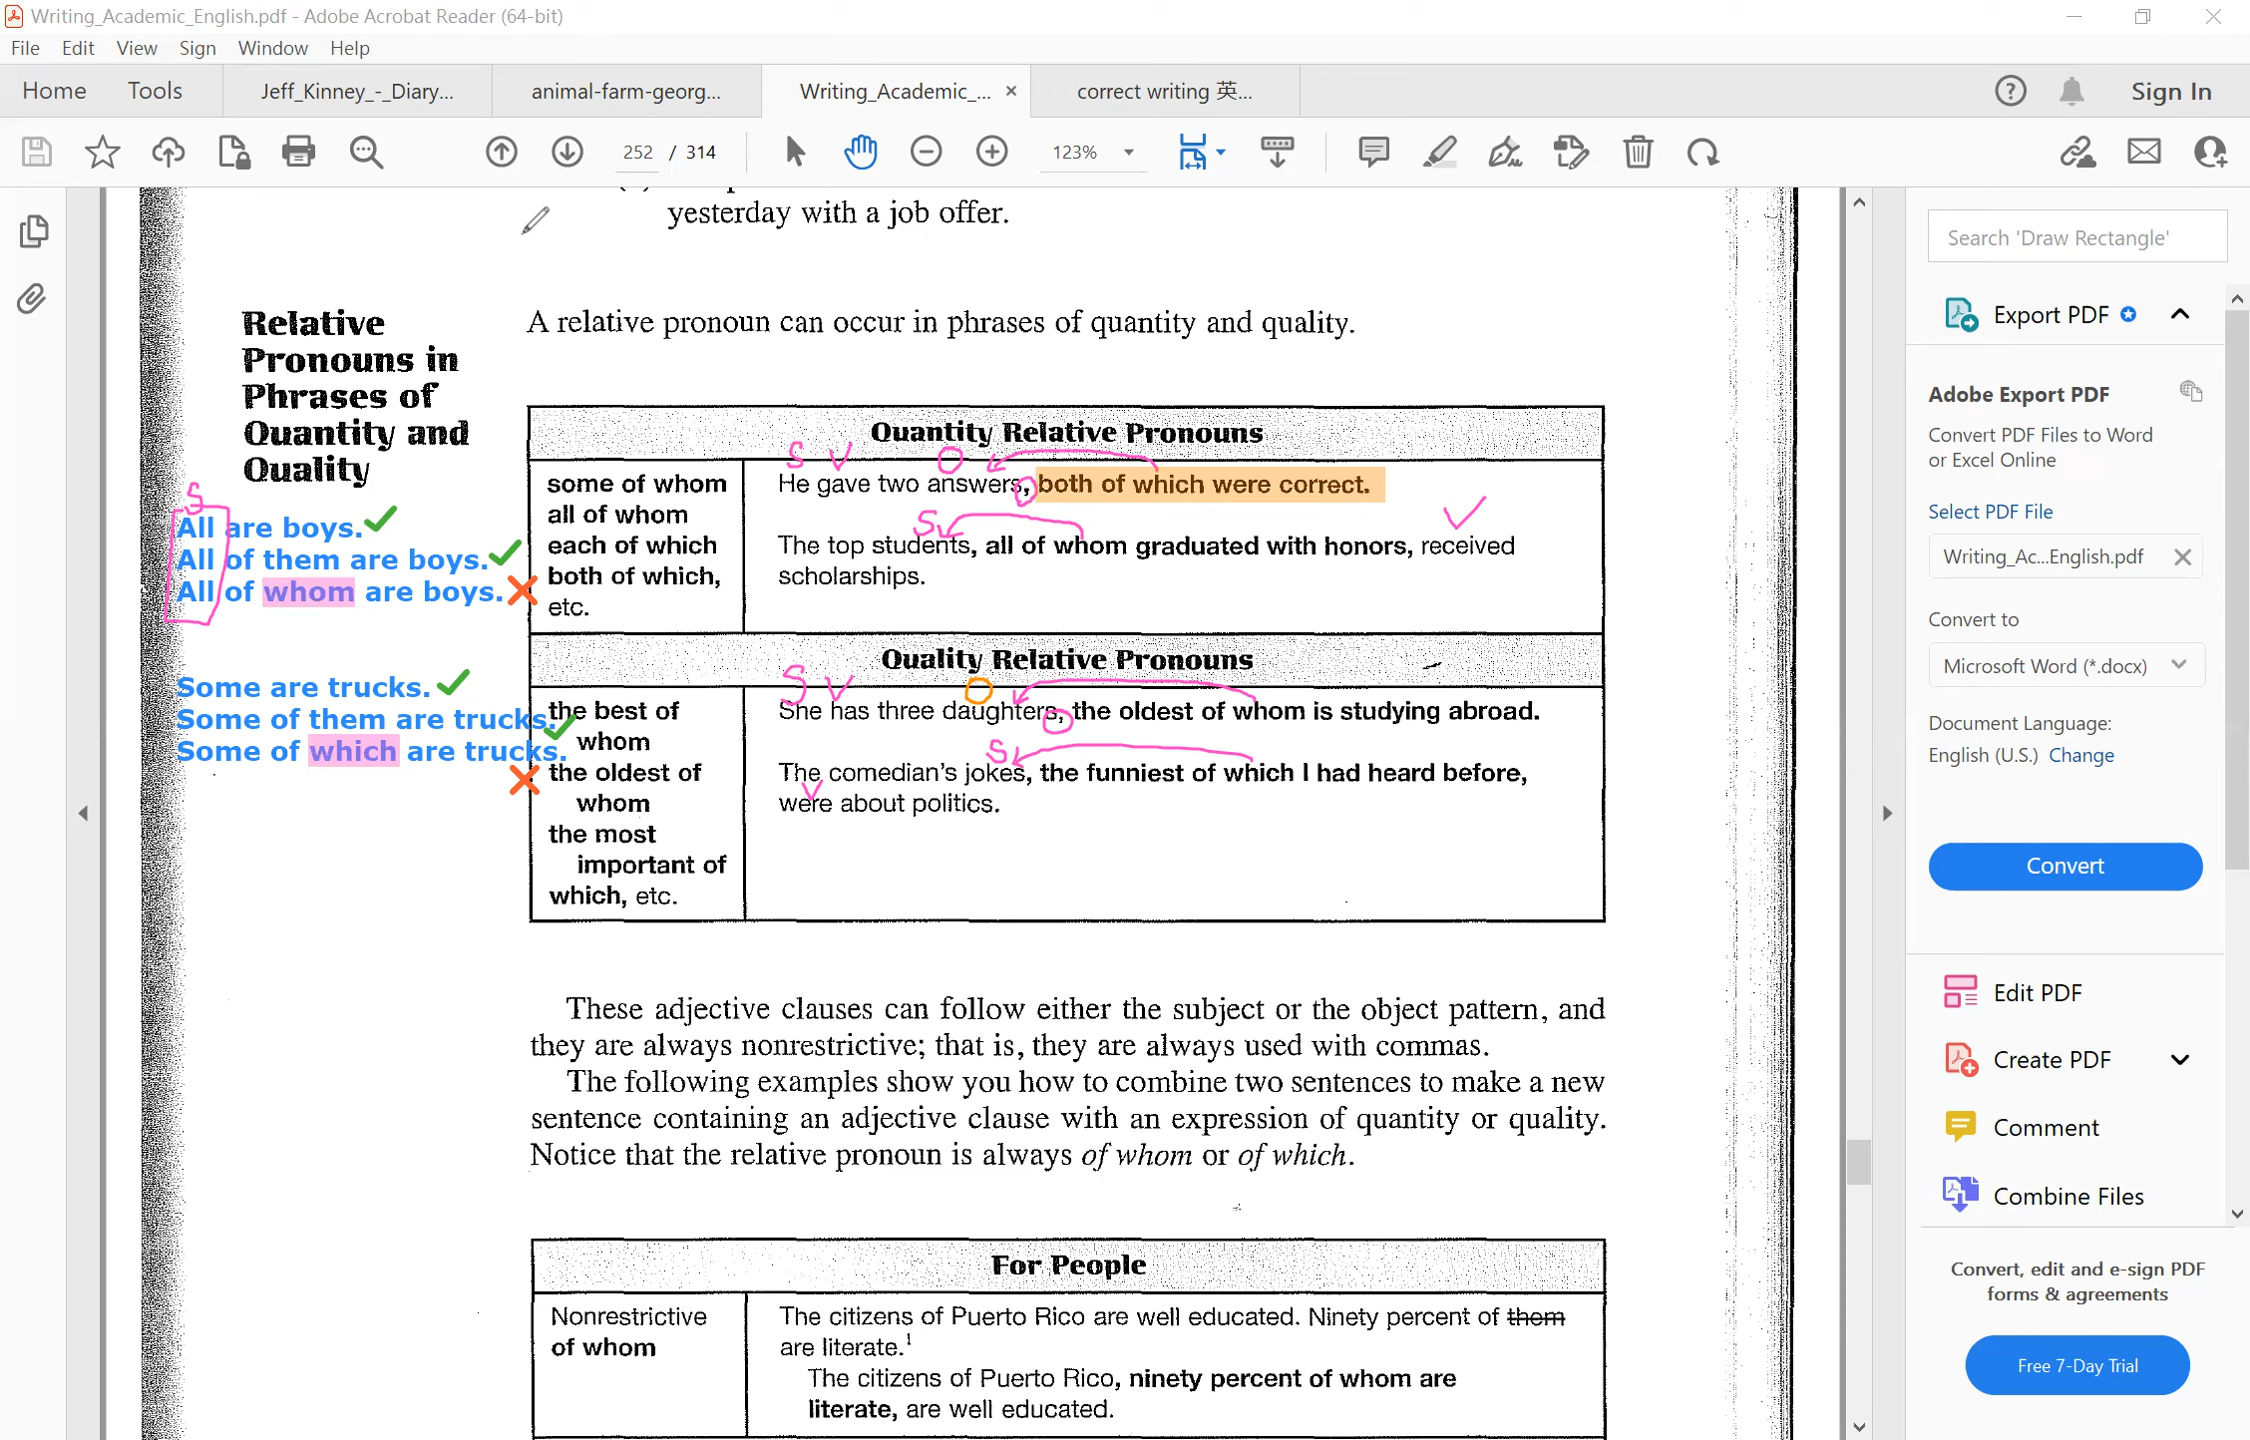 Writing_Academic_English.pdf - Adobe Acrobat Reader (64-bit)
File Edit View Sign Window Help
Home Tools Jeff_Kinney_-_Diary... animal-farm-georg... Writing_Academic_... × correct writing 英... Sign In
252 / 314 123%
yesterday with a job offer.
Relative
Pronouns in
Phrases of
Quantity and
Quality
A relative pronoun can occur in phrases of quantity and quality.
S
All are boys.
All of them are boys.
All of whom are boys.
Some are trucks.
Some of them are trucks.
Some of which are trucks.
Quantity Relative Pronouns
S V O
some of whom
all of whom
each of which
both of which,
etc.
He gave two answers, both of which were correct.
S
The top students, all of whom graduated with honors, received
scholarships.
Quality Relative Pronouns
S V O
the best of
whom
the oldest of
whom
the most
important of
which, etc.
She has three daughters, the oldest of whom is studying abroad.
S
The comedian's jokes, the funniest of which I had heard before,
V
were about politics.
These adjective clauses can follow either the subject or the object pattern, and
they are always nonrestrictive; that is, they are always used with commas.
The following examples show you how to combine two sentences to make a new
sentence containing an adjective clause with an expression of quantity or quality.
Notice that the relative pronoun is always of whom or of which.
For People
Nonrestrictive
of whom
The citizens of Puerto Rico are well educated. Ninety percent of them
are literate.1
The citizens of Puerto Rico, ninety percent of whom are
literate, are well educated.
Search 'Draw Rectangle'
Export PDF
Adobe Export PDF
Convert PDF Files to Word
or Excel Online
Select PDF File
Writing_Ac...English.pdf
Convert to
Microsoft Word (*.docx)
Document Language:
English (U.S.) Change
Convert
Edit PDF
Create PDF
Comment
Combine Files
Convert, edit and e-sign PDF
forms & agreements
Free 7-Day Trial